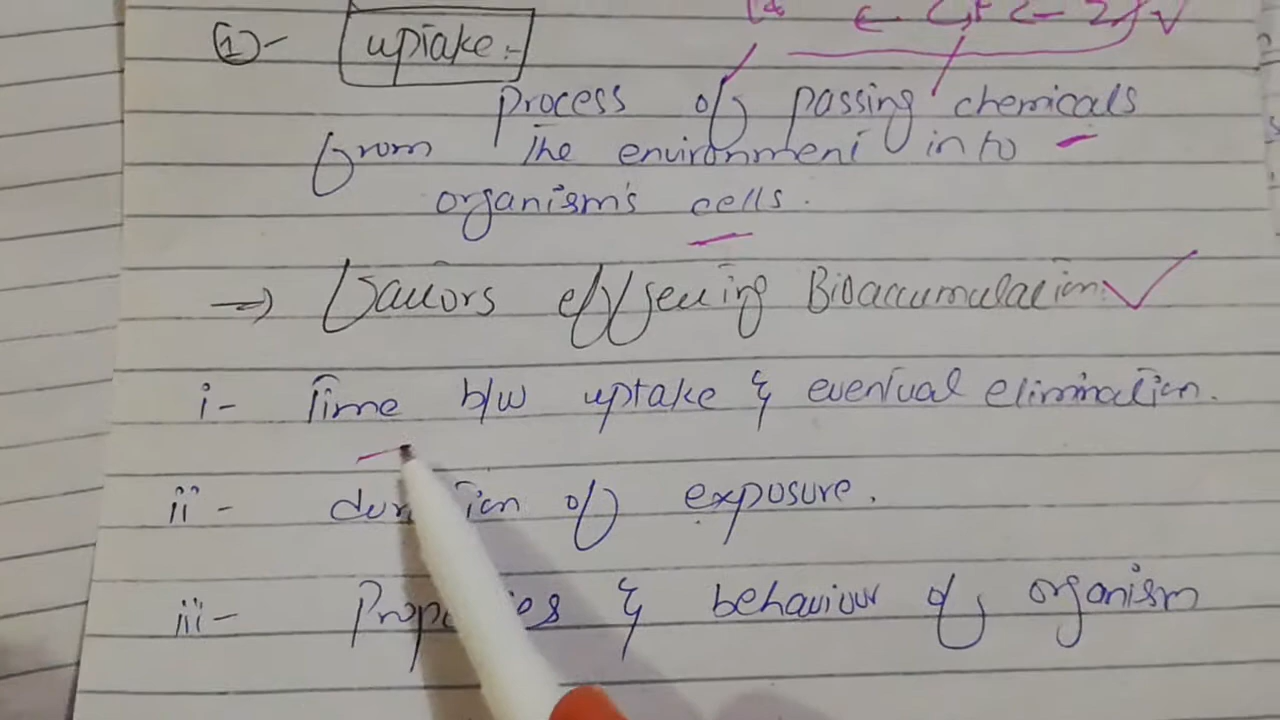 ①- uptake:-
Process of passing chemicals
from the environment into
organism's cells.
→ Factors effecting Bioaccumulation
i- Time b/w uptake & eventual elimination.
ii- duration of exposure.
iii- Properties & behaviour of organism